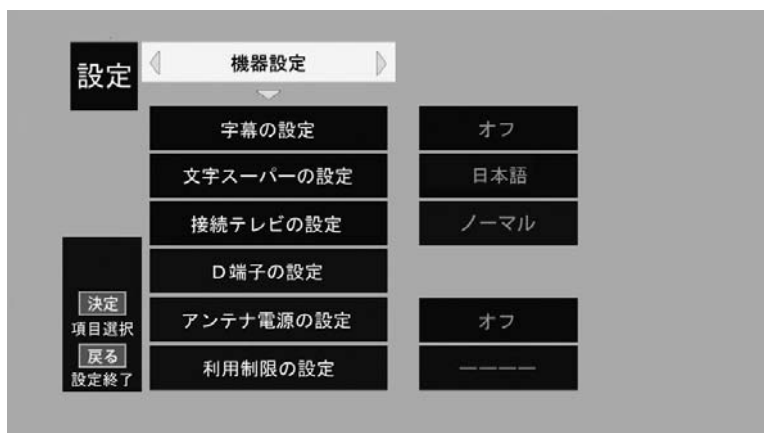 設定
機器設定
字幕の設定 オフ
文字スーパーの設定 日本語
接続テレビの設定 ノーマル
D端子の設定
アンテナ電源の設定 オフ
利用制限の設定 ーーーー
決定
項目選択
戻る
設定終了